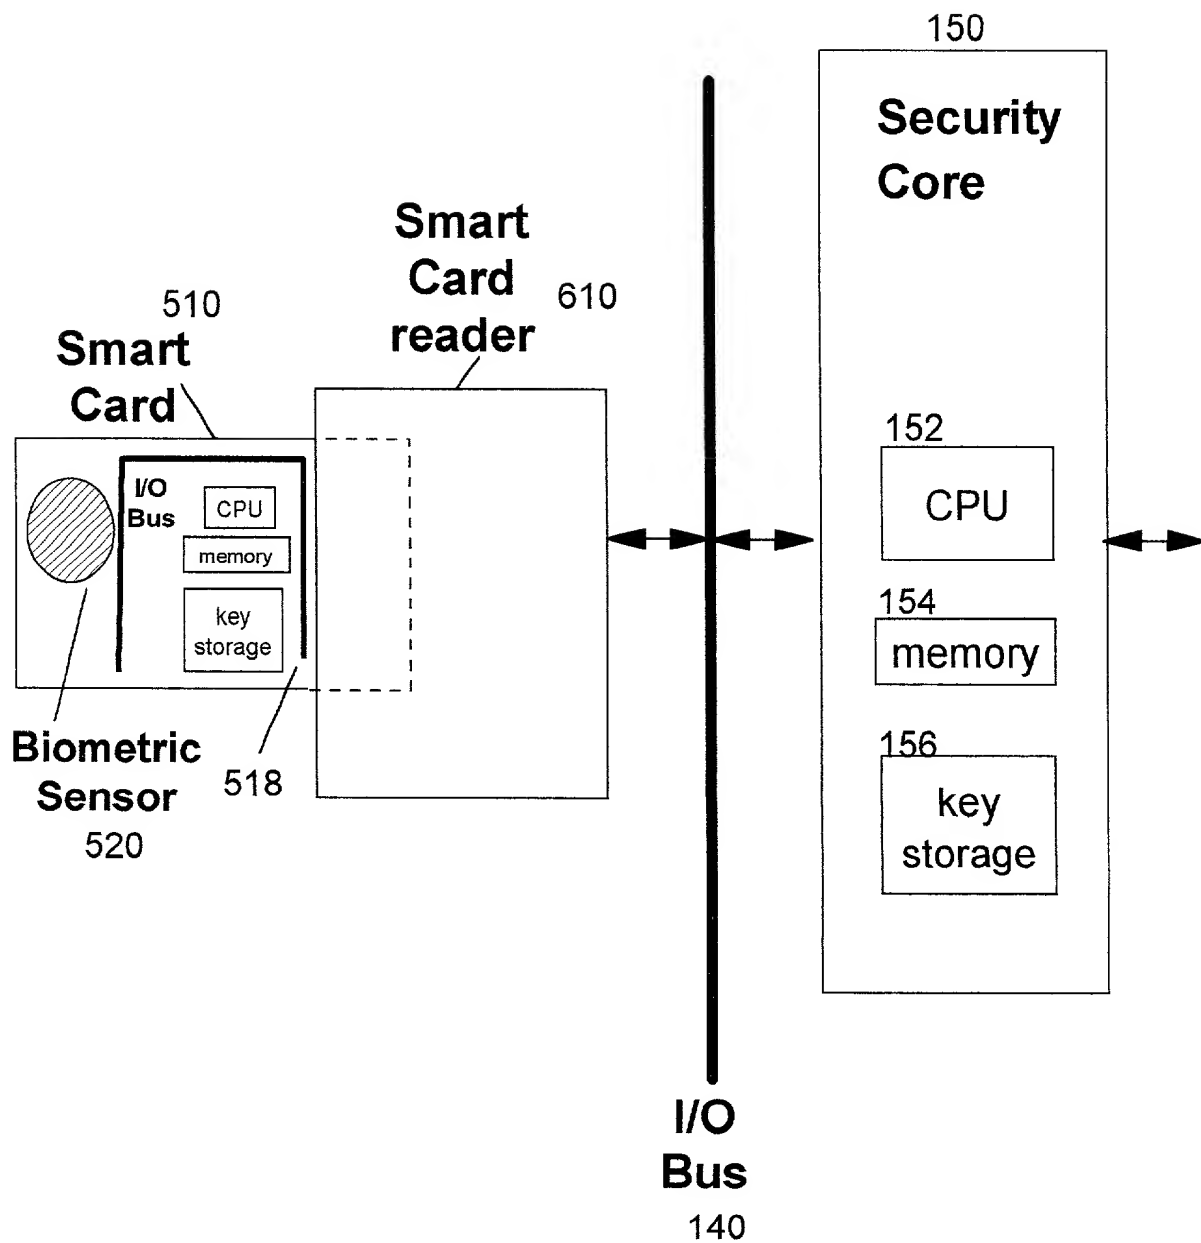 150
Security
Core
Smart
Card
reader
610
510
Smart
Card
I/O
Bus
CPU
memory
key
storage
152
CPU
154
memory
156
key
storage
Biometric
Sensor
520
518
I/O
Bus
140